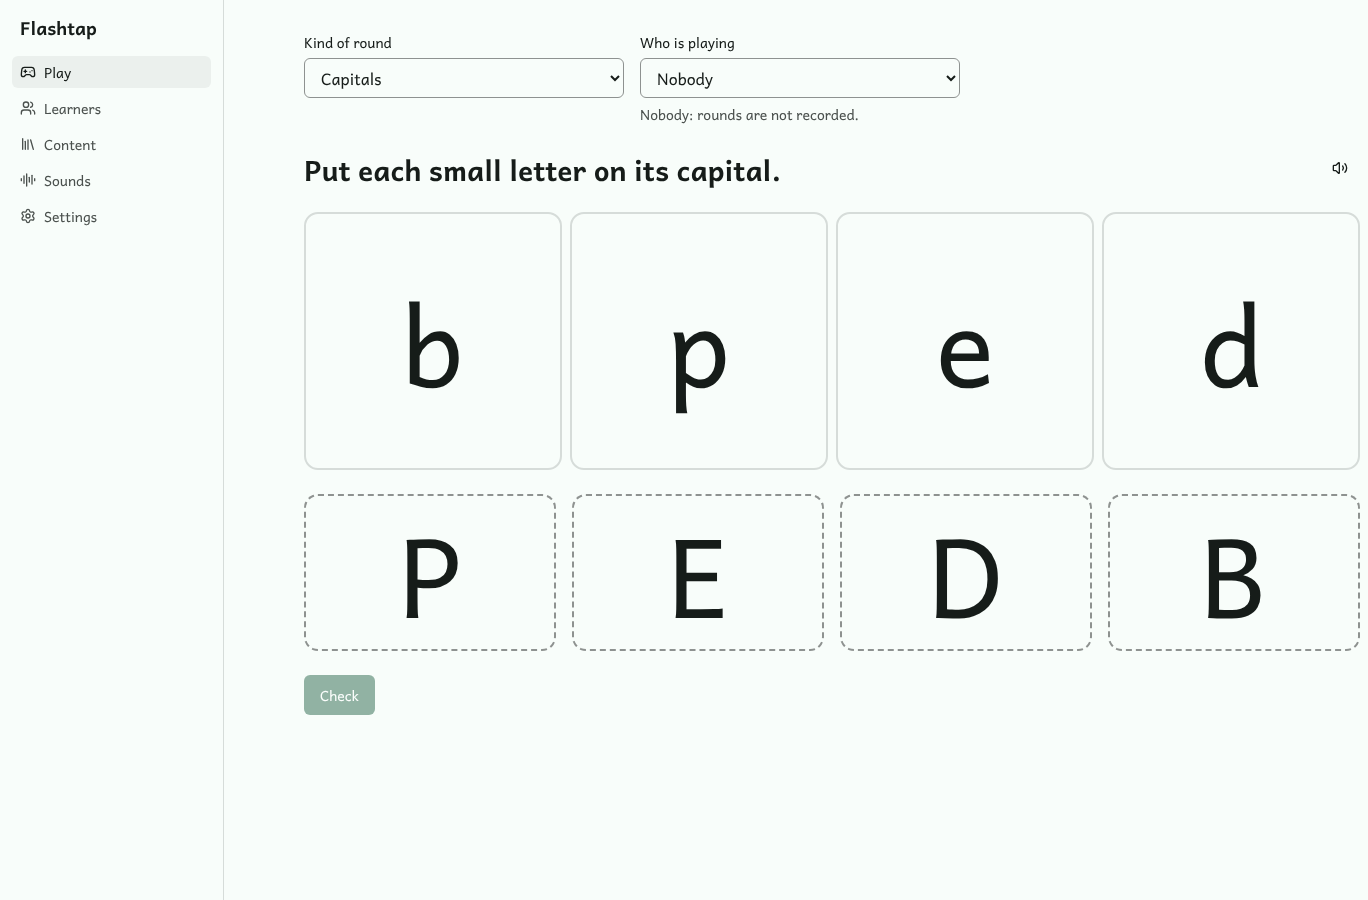 Flashtap
Play
Learners
Content
Sounds
Settings
Kind of round
Capitals
Who is playing
Nobody
Nobody: rounds are not recorded.
Put each small letter on its capital.
b p e d
P E D B
Check